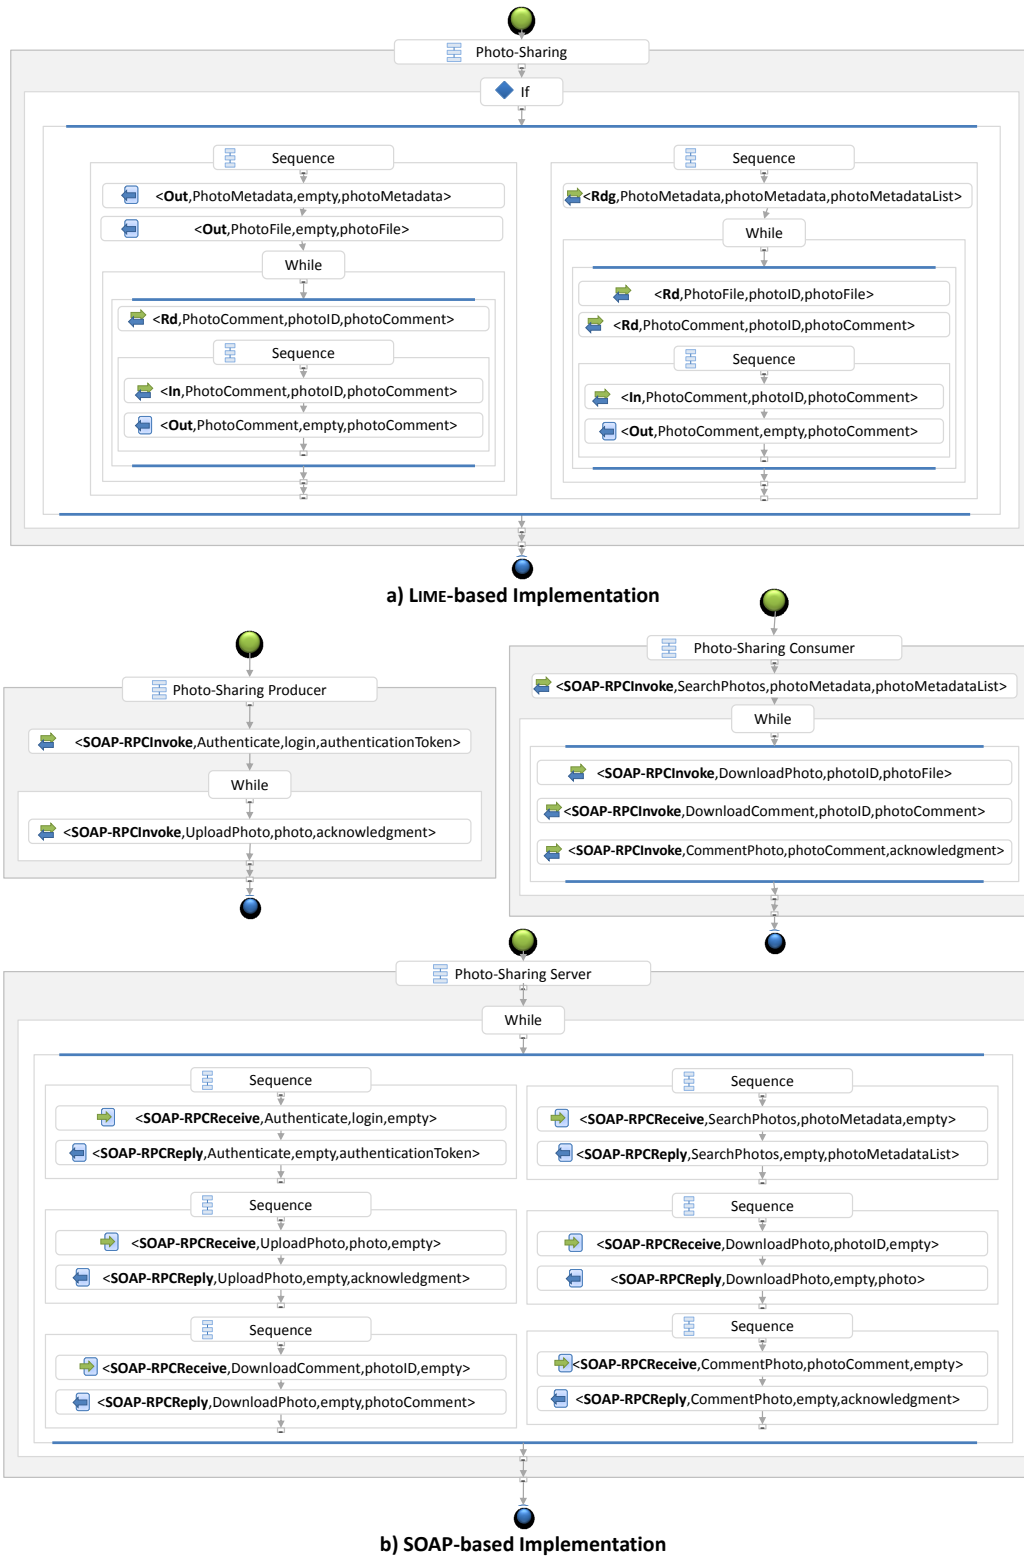 Photo-Sharing
If
Sequence
<Out,PhotoMetadata,empty,photoMetadata>
<Out,PhotoFile,empty,photoFile>
While
<Rd,PhotoComment,photoID,photoComment>
Sequence
<In,PhotoComment,photoID,photoComment>
<Out,PhotoComment,empty,photoComment>
Sequence
<Rdg,PhotoMetadata,photoMetadata,photoMetadataList>
While
<Rd,PhotoFile,photoID,photoFile>
<Rd,PhotoComment,photoID,photoComment>
Sequence
<In,PhotoComment,photoID,photoComment>
<Out,PhotoComment,empty,photoComment>
a) LIME-based Implementation
Photo-Sharing Producer
<SOAP-RPCInvoke,Authenticate,login,authenticationToken>
While
<SOAP-RPCInvoke,UploadPhoto,photo,acknowledgment>
Photo-Sharing Consumer
<SOAP-RPCInvoke,SearchPhotos,photoMetadata,photoMetadataList>
While
<SOAP-RPCInvoke,DownloadPhoto,photoID,photoFile>
<SOAP-RPCInvoke,DownloadComment,photoID,photoComment>
<SOAP-RPCInvoke,CommentPhoto,photoComment,acknowledgment>
Photo-Sharing Server
While
Sequence
<SOAP-RPCReceive,Authenticate,login,empty>
<SOAP-RPCReply,Authenticate,empty,authenticationToken>
Sequence
<SOAP-RPCReceive,SearchPhotos,photoMetadata,empty>
<SOAP-RPCReply,SearchPhotos,empty,photoMetadataList>
Sequence
<SOAP-RPCReceive,UploadPhoto,photo,empty>
<SOAP-RPCReply,UploadPhoto,empty,acknowledgment>
Sequence
<SOAP-RPCReceive,DownloadPhoto,photoID,empty>
<SOAP-RPCReply,DownloadPhoto,empty,photo>
Sequence
<SOAP-RPCReceive,DownloadComment,photoID,empty>
<SOAP-RPCReply,DownloadPhoto,empty,photoComment>
Sequence
<SOAP-RPCReceive,CommentPhoto,photoComment,empty>
<SOAP-RPCReply,CommentPhoto,empty,acknowledgment>
b) SOAP-based Implementation